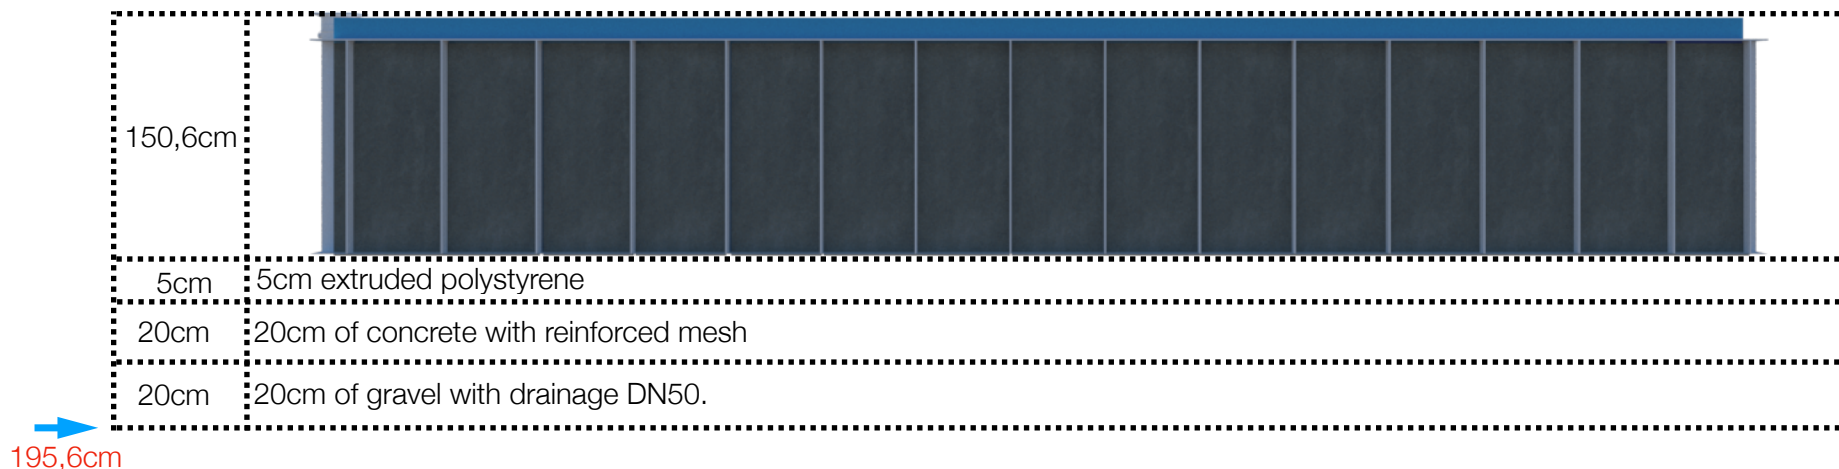 150,6cm
5cm 5cm extruded polystyrene
20cm 20cm of concrete with reinforced mesh
20cm 20cm of gravel with drainage DN50.
195,6cm